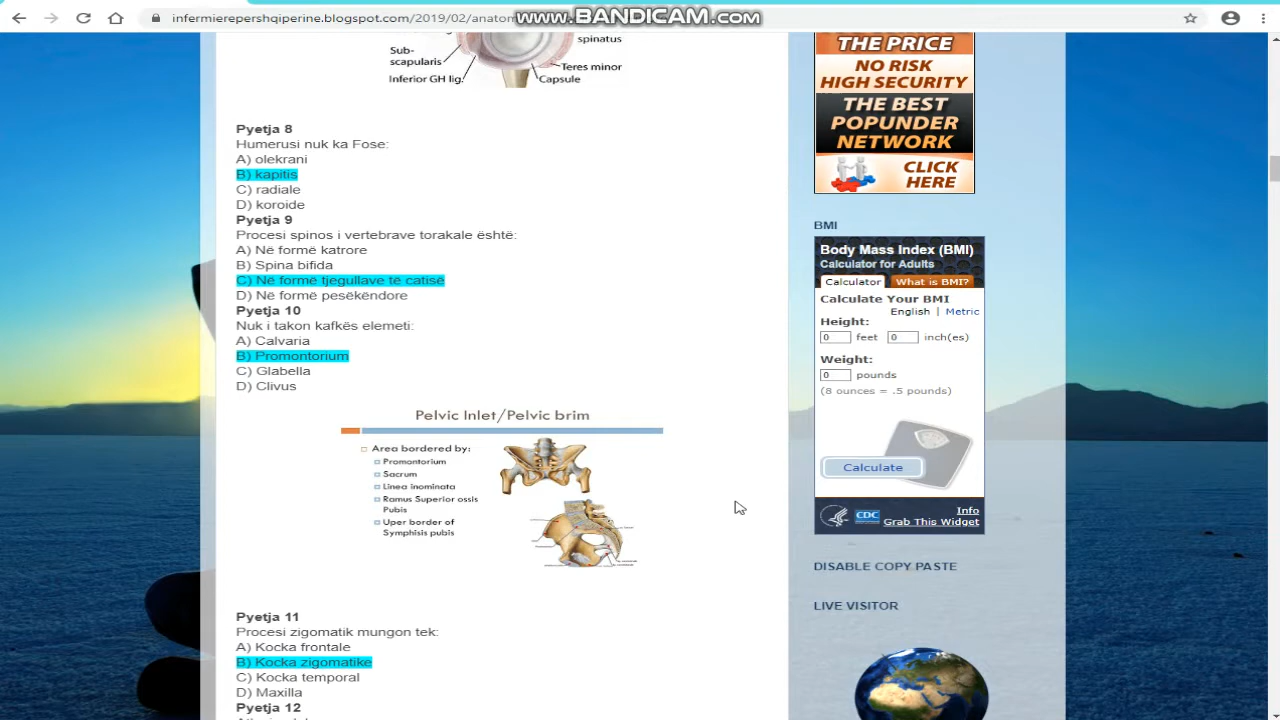 infermierepershqiperine.blogspot.com/2019/02/anatom
www.BANDICAM.com
spinatus
Sub-
scapularis
Teres minor
Inferior GH lig.
Capsule
Pyetja 8
Humerusi nuk ka Fose:
A) olekrani
B) kapitis
C) radiale
D) koroide
Pyetja 9
Procesi spinos i vertebrave torakale është:
A) Në formë katrore
B) Spina bifida
C) Në formë tjegullave të catisë
D) Në formë pesëkëndore
Pyetja 10
Nuk i takon kafkës elemeti:
A) Calvaria
B) Promontorium
C) Glabella
D) Clivus
Pelvic Inlet/Pelvic brim
Area bordered by:
Promontorium
Sacrum
Linea inominata
Ramus Superior ossis
Pubis
Uper border of
Symphisis pubis
Pyetja 11
Procesi zigomatik mungon tek:
A) Kocka frontale
B) Kocka zigomatike
C) Kocka temporal
D) Maxilla
Pyetja 12
THE PRICE
NO RISK
HIGH SECURITY
THE BEST
POPUNDER
NETWORK
CLICK
HERE
BMI
Body Mass Index (BMI)
Calculator for Adults
Calculator What is BMI?
Calculate Your BMI
English | Metric
Height:
0 feet 0 inch(es)
Weight:
0 pounds
(8 ounces = .5 pounds)
Calculate
CDC
Info
Grab This Widget
DISABLE COPY PASTE
LIVE VISITOR